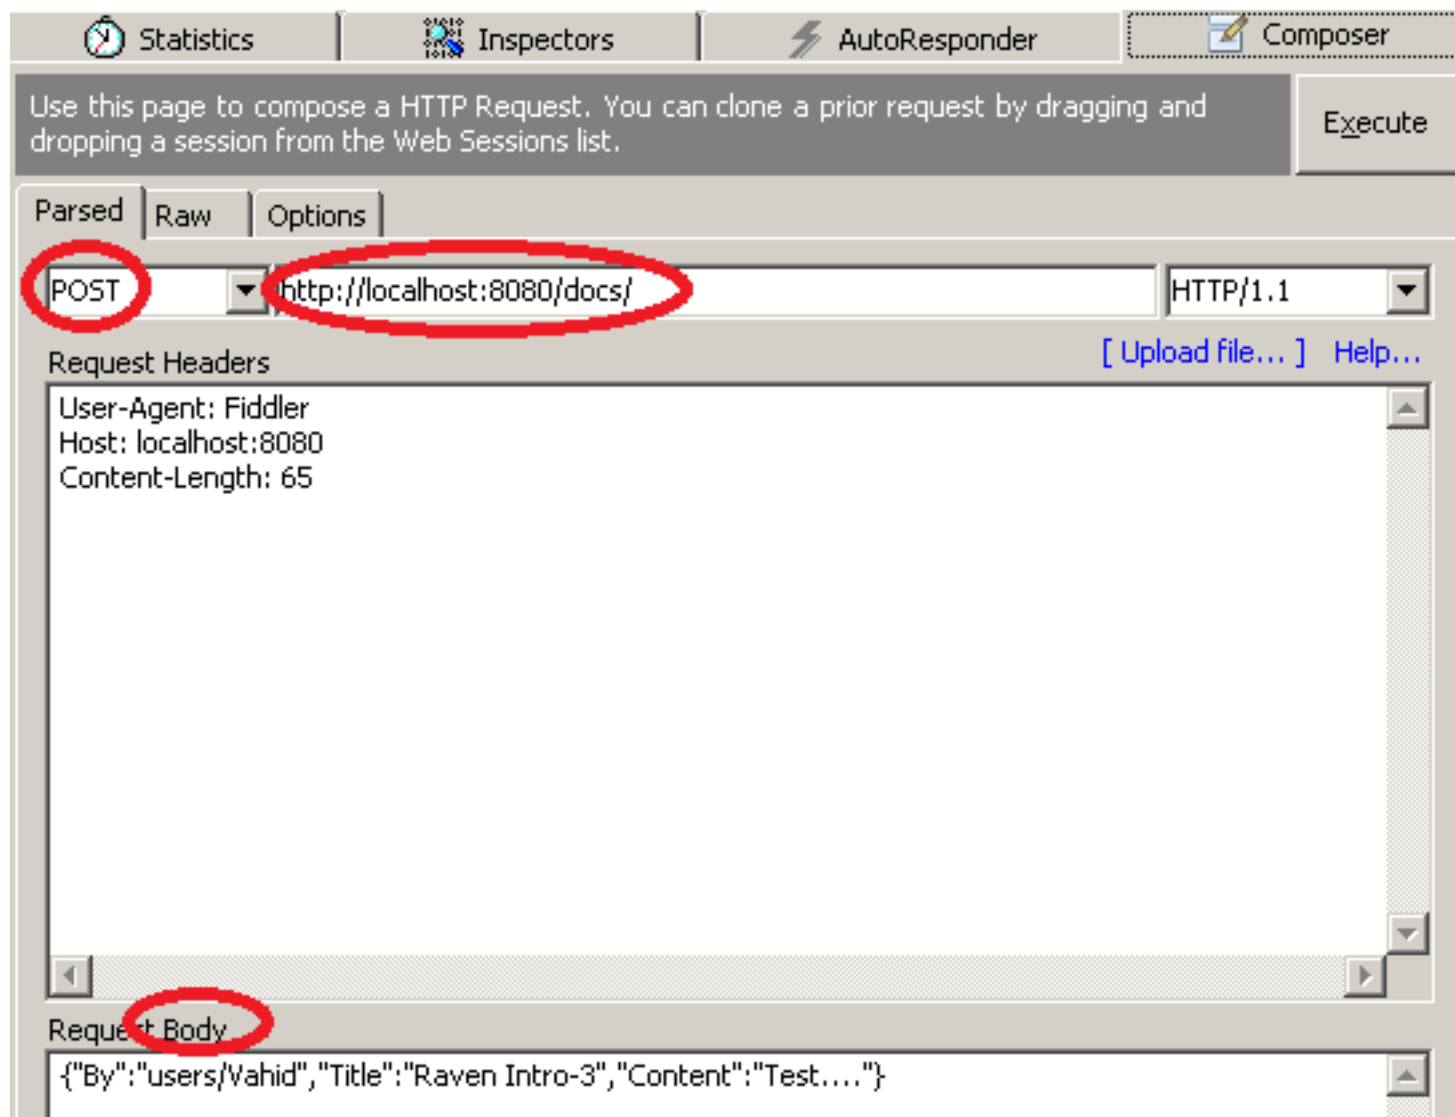 Statistics
Inspectors
AutoResponder
Composer
Use this page to compose a HTTP Request. You can clone a prior request by dragging and
dropping a session from the Web Sessions list.
Execute
Parsed
Raw
Options
POST
http://localhost:8080/docs/
HTTP/1.1
Request Headers
[ Upload file... ]
Help...
User-Agent: Fiddler
Host: localhost:8080
Content-Length: 65
Request Body
{"By":"users/Vahid","Title":"Raven Intro-3","Content":"Test...."}